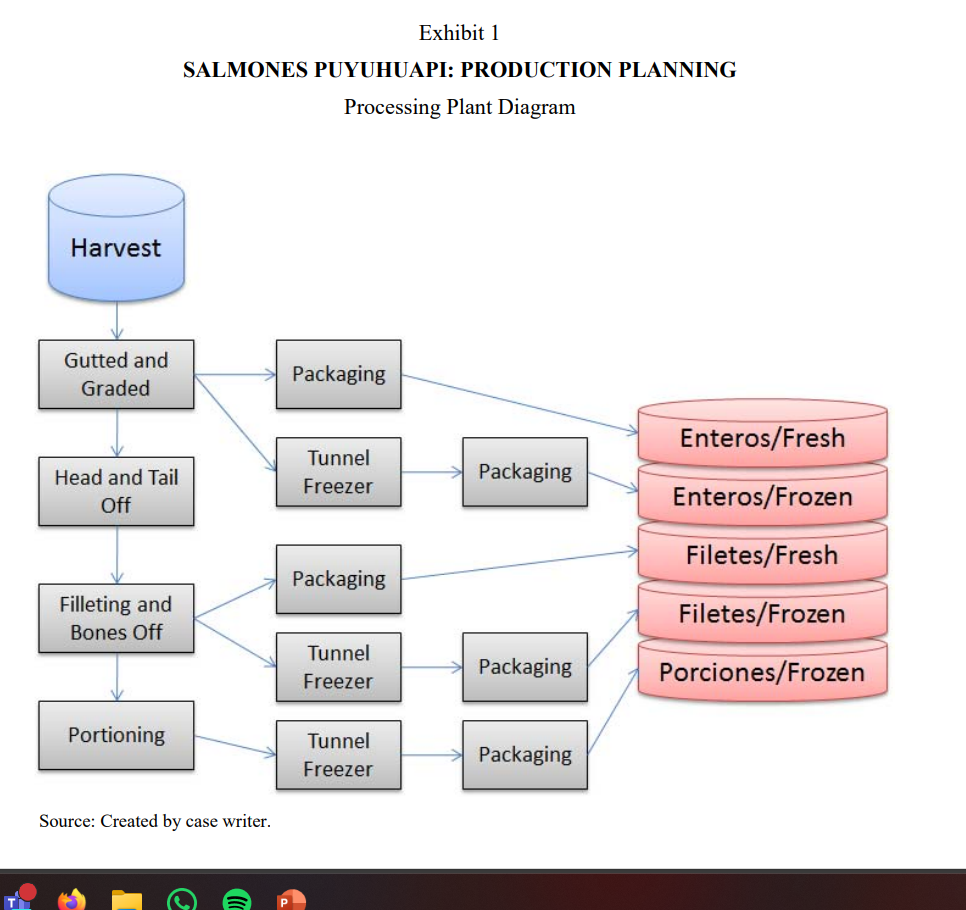 Exhibit 1
SALMONES PUYUHUAPI: PRODUCTION PLANNING
Processing Plant Diagram
Harvest
Gutted and
Graded
Packaging
Tunnel
Freezer
Packaging
Head and Tail
Off
Filleting and
Bones Off
Packaging
Tunnel
Freezer
Packaging
Portioning
Tunnel
Freezer
Packaging
Enteros/Fresh
Enteros/Frozen
Filetes/Fresh
Filetes/Frozen
Porciones/Frozen
Source: Created by case writer.
T
P